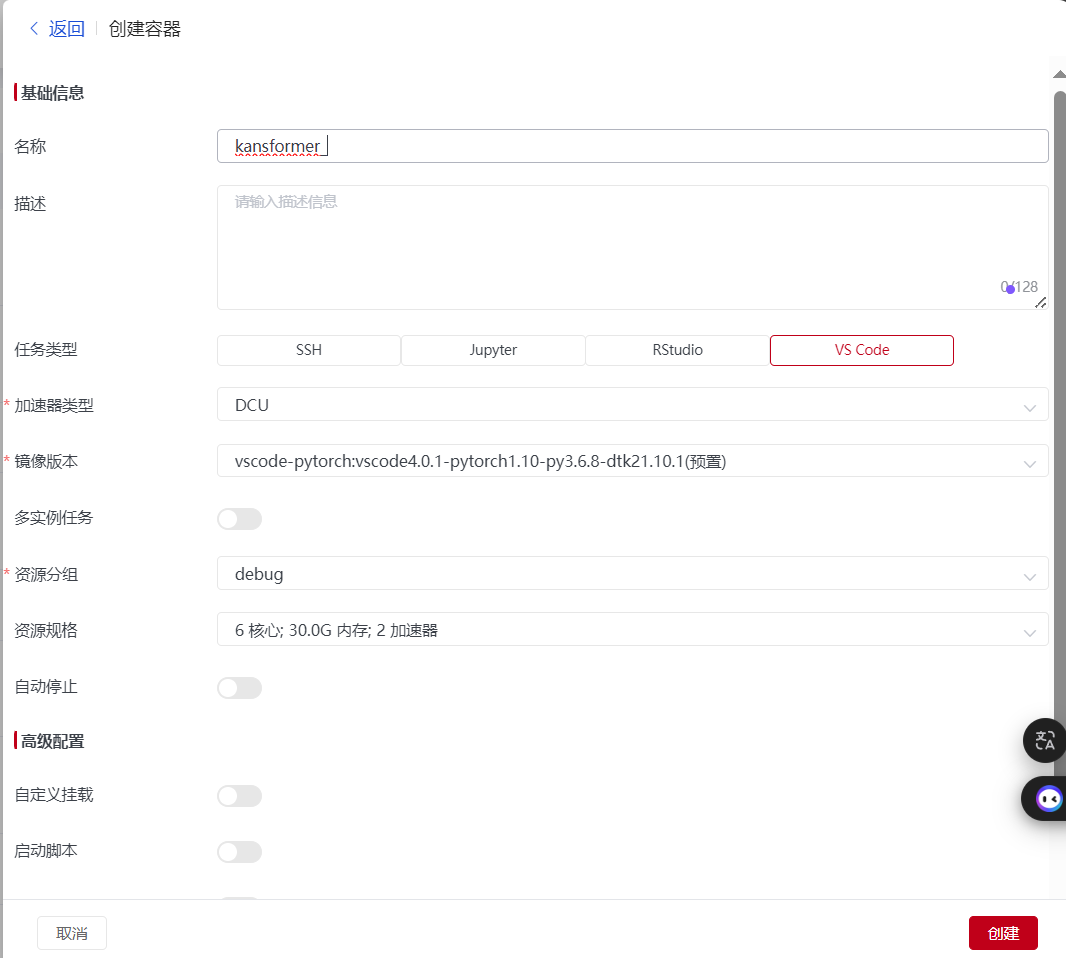 返回 创建容器
基础信息
名称 kansformer_
描述 请输入描述信息
0/128
任务类型 SSH Jupyter RStudio VS Code
* 加速器类型 DCU
* 镜像版本 vscode-pytorch:vscode4.0.1-pytorch1.10-py3.6.8-dtk21.10.1(预置)
多实例任务
* 资源分组 debug
资源规格 6 核心; 30.0G 内存; 2 加速器
自动停止
高级配置
自定义挂载
启动脚本
取消 创建